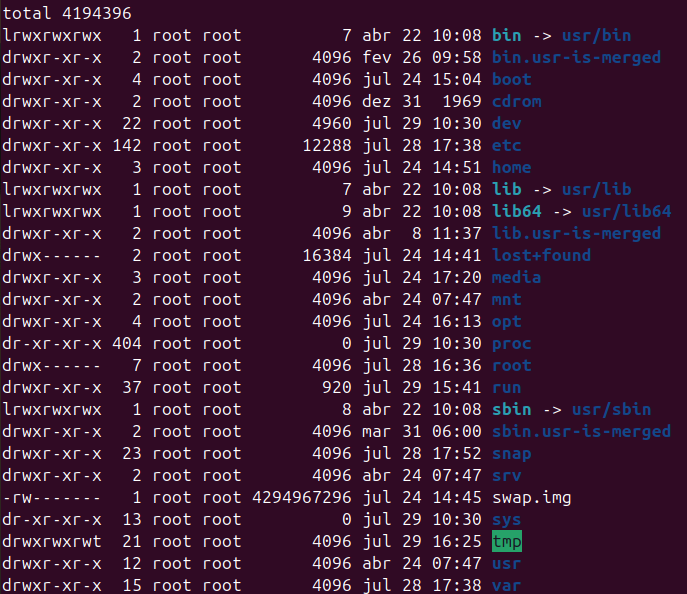 total 4194396
lrwxrwxrwx   1 root root          7 abr 22 10:08 bin -> usr/bin
drwxr-xr-x   2 root root       4096 fev 26 09:58 bin.usr-is-merged
drwxr-xr-x   4 root root       4096 jul 24 15:04 boot
drwxr-xr-x   2 root root       4096 dez 31  1969 cdrom
drwxr-xr-x  22 root root       4960 jul 29 10:30 dev
drwxr-xr-x 142 root root      12288 jul 28 17:38 etc
drwxr-xr-x   3 root root       4096 jul 24 14:51 home
lrwxrwxrwx   1 root root          7 abr 22 10:08 lib -> usr/lib
lrwxrwxrwx   1 root root          9 abr 22 10:08 lib64 -> usr/lib64
drwxr-xr-x   2 root root       4096 abr  8 11:37 lib.usr-is-merged
drwx------   2 root root      16384 jul 24 14:41 lost+found
drwxr-xr-x   3 root root       4096 jul 24 17:20 media
drwxr-xr-x   2 root root       4096 abr 24 07:47 mnt
drwxr-xr-x   4 root root       4096 jul 24 16:13 opt
dr-xr-xr-x 404 root root          0 jul 29 10:30 proc
drwx------   7 root root       4096 jul 28 16:36 root
drwxr-xr-x  37 root root        920 jul 29 15:41 run
lrwxrwxrwx   1 root root          8 abr 22 10:08 sbin -> usr/sbin
drwxr-xr-x   2 root root       4096 mar 31 06:00 sbin.usr-is-merged
drwxr-xr-x  23 root root       4096 jul 28 17:52 snap
drwxr-xr-x   2 root root       4096 abr 24 07:47 srv
-rw-------   1 root root 4294967296 jul 24 14:45 swap.img
dr-xr-xr-x  13 root root          0 jul 29 10:30 sys
drwxrwxrwt  21 root root       4096 jul 29 16:25 tmp
drwxr-xr-x  12 root root       4096 abr 24 07:47 usr
drwxr-xr-x  15 root root       4096 jul 28 17:38 var